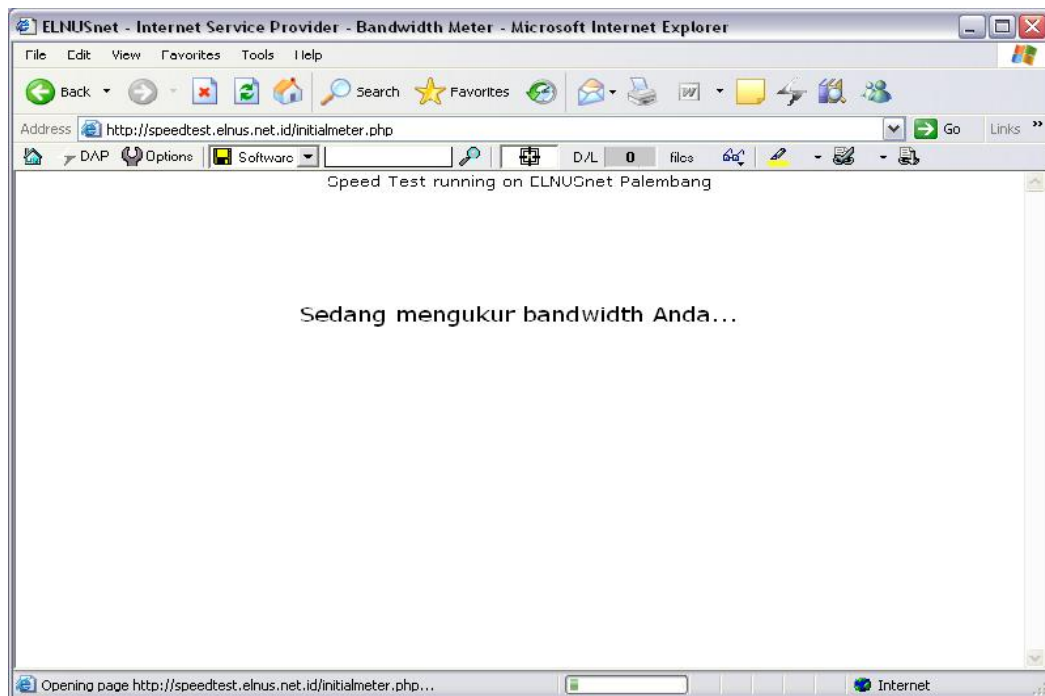 ELNUSnet - Internet Service Provider - Bandwidth Meter - Microsoft Internet Explorer
File Edit View Favorites Tools Help
Back Search Favorites
Address http://speedtest.elnus.net.id/initialmeter.php Go Links »
DAP Options Software D/L 0 files
Speed Test running on ELNUSnet Palembang
Sedang mengukur bandwidth Anda...
Opening page http://speedtest.elnus.net.id/initialmeter.php... Internet